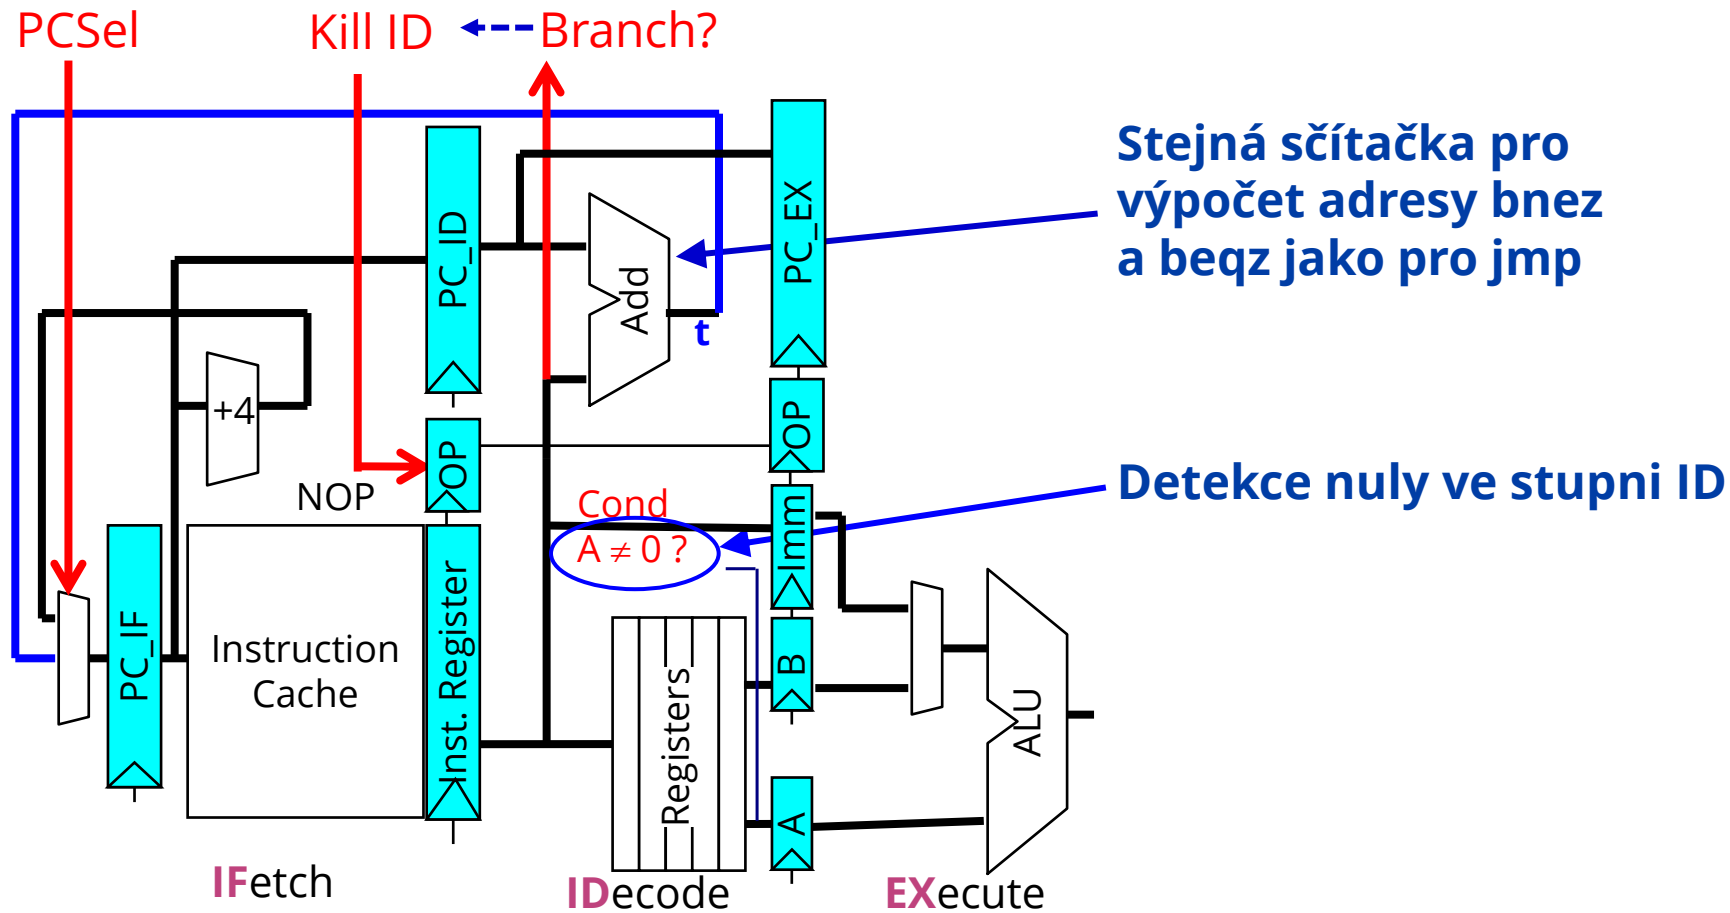 PCSel
Kill ID
Branch?
Stejná sčítačka pro
výpočet adresy bnez
a beqz jako pro jmp
PC_ID
PC_EX
Add
t
+4
OP
OP
NOP
Cond
A ≠ 0 ?
Detekce nuly ve stupni ID
Imm
PC_IF
Instruction
Cache
Inst. Register
Registers
B
A
ALU
IFetch
IDecode
EXecute